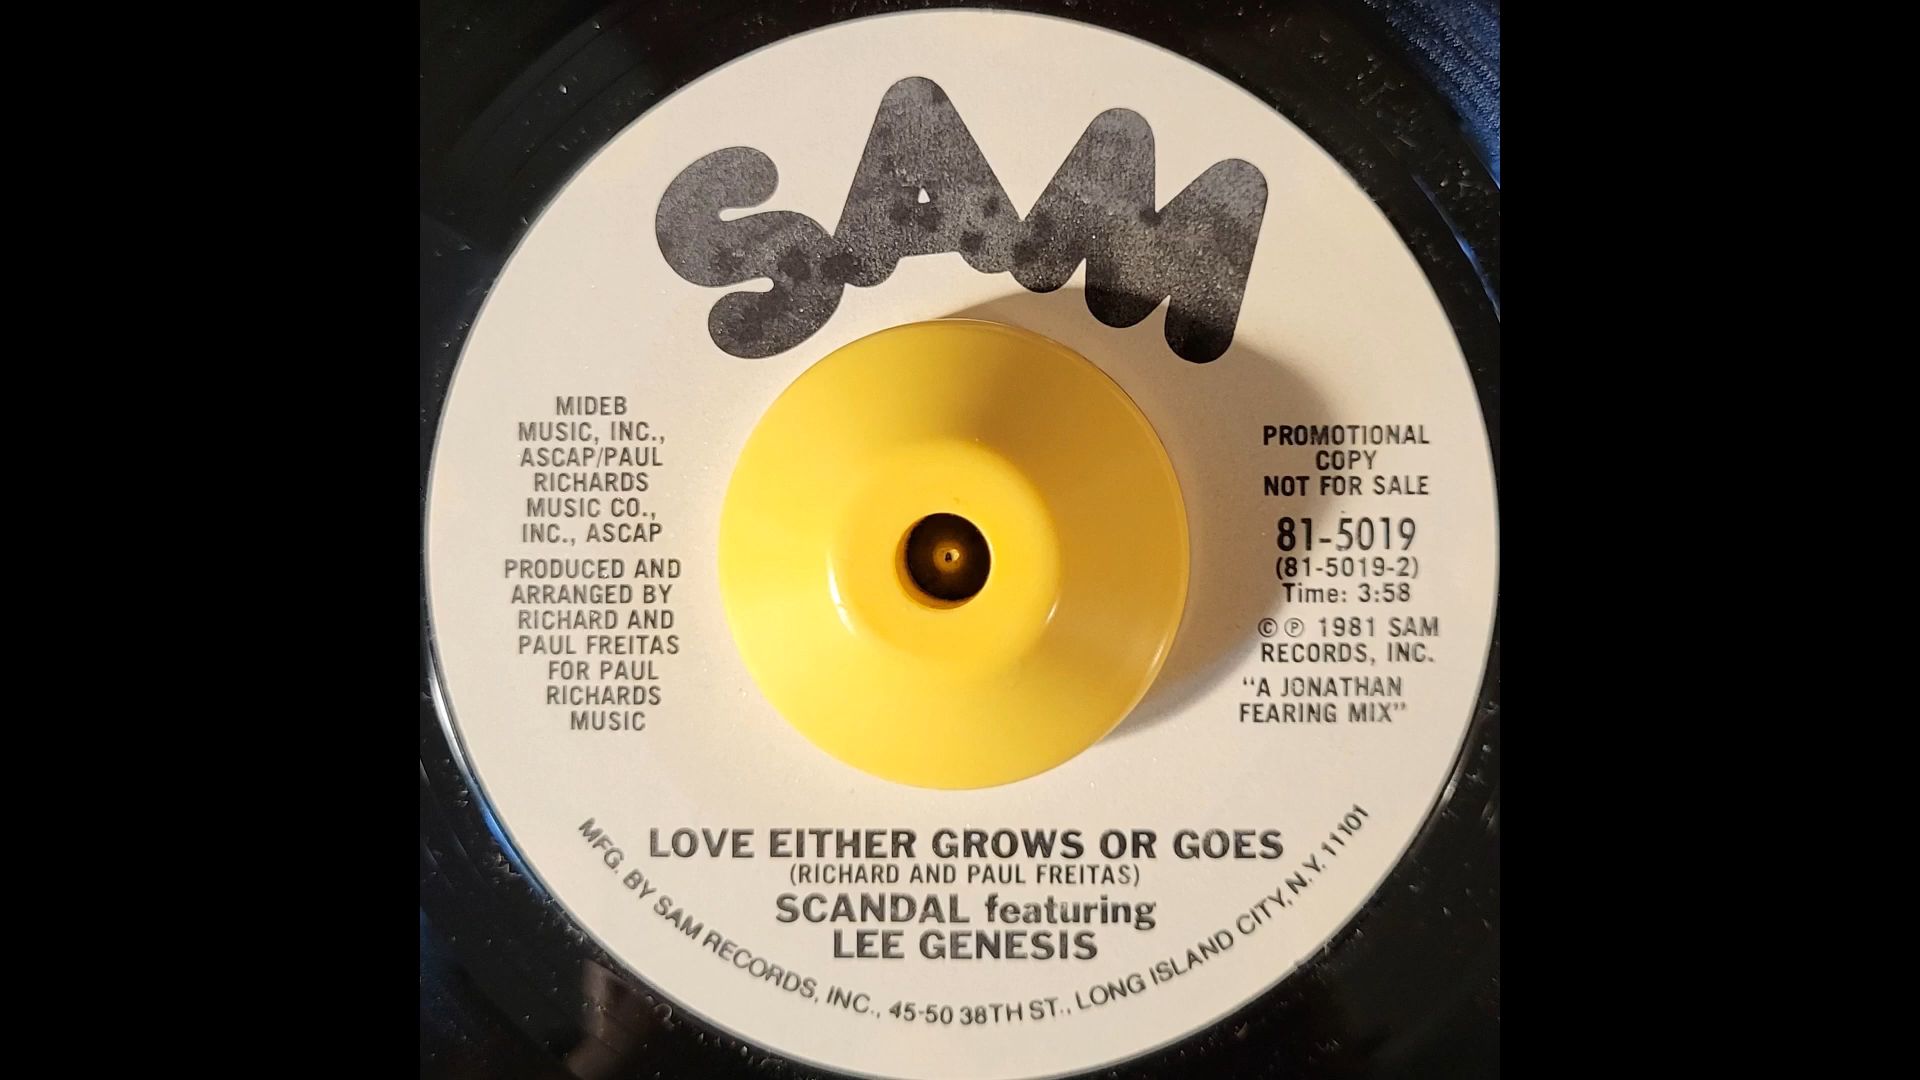 SAM
MIDEB
MUSIC, INC.,
ASCAP/PAUL
RICHARDS
MUSIC CO.,
INC., ASCAP
PRODUCED AND
ARRANGED BY
RICHARD AND
PAUL FREITAS
FOR PAUL
RICHARDS
MUSIC
PROMOTIONAL
COPY
NOT FOR SALE
81-5019
(81-5019-2)
Time: 3:58
© ℗ 1981 SAM
RECORDS, INC.
"A JONATHAN
FEARING MIX"
LOVE EITHER GROWS OR GOES
(RICHARD AND PAUL FREITAS)
SCANDAL featuring
LEE GENESIS
MFG. BY SAM RECORDS, INC., 45-50 38TH ST., LONG ISLAND CITY, N.Y. 11101